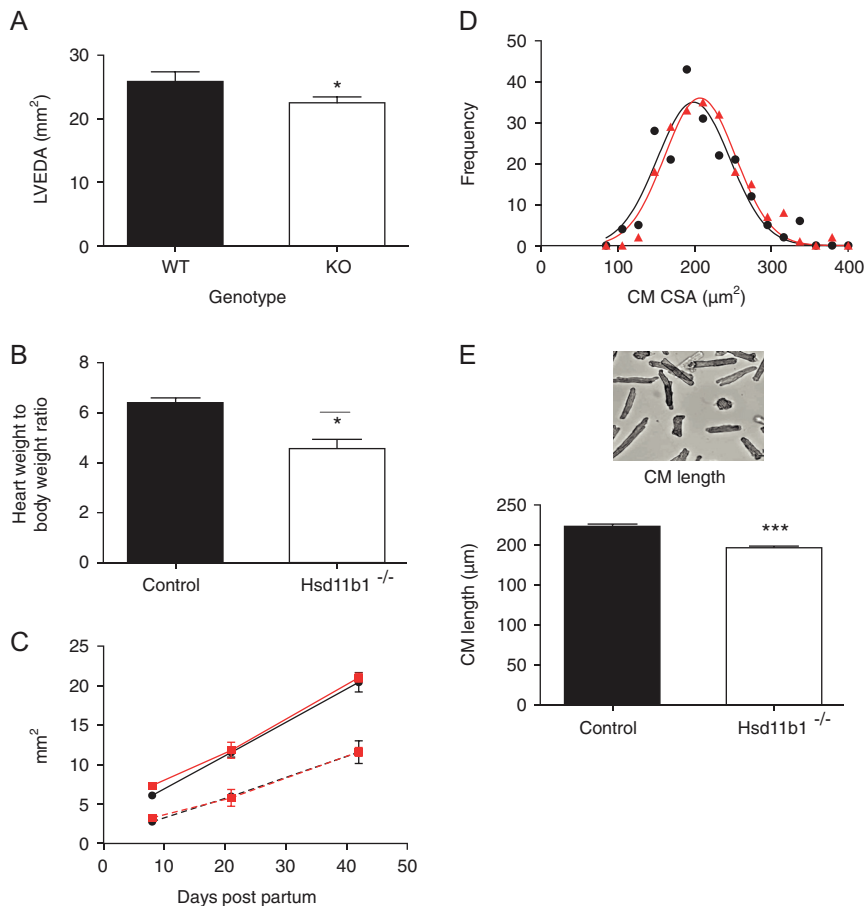 A
30
20
10
0
LVEDA (mm²)
*
WT
KO
Genotype
B
8
6
4
2
0
Heart weight to
body weight ratio
*
Control
Hsd11b1 -/-
C
25
20
15
10
5
0
mm²
0
10
20
30
40
50
Days post partum
D
50
40
30
20
10
0
Frequency
0
100
200
300
400
CM CSA (µm²)
E
CM length
250
200
100
100
50
0
CM length (µm)
***
Control
Hsd11b1 -/-